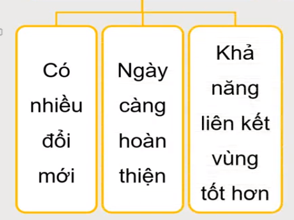 Có
nhiều
đổi
mới
Ngày
càng
hoàn
thiện
Khả
năng
liên kết
vùng
tốt hơn